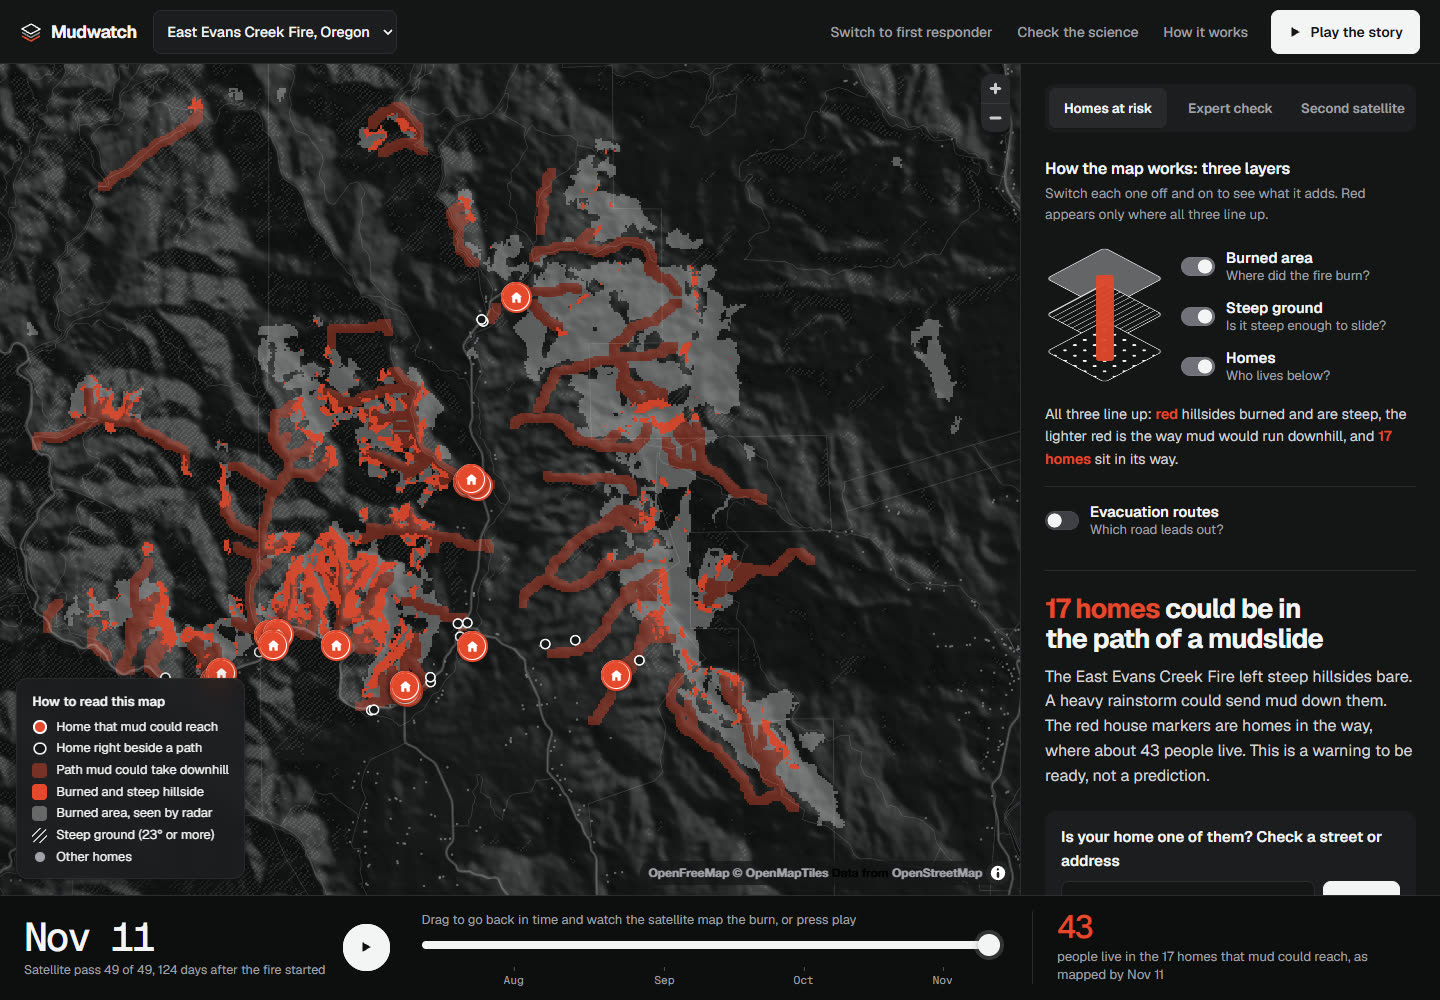 Mudwatch
East Evans Creek Fire, Oregon
Switch to first responder
Check the science
How it works
Play the story
Homes at risk
Expert check
Second satellite
How the map works: three layers
Switch each one off and on to see what it adds. Red
appears only where all three line up.
Burned area
Where did the fire burn?
Steep ground
Is it steep enough to slide?
Homes
Who lives below?
All three line up: red hillsides burned and are steep, the
lighter red is the way mud would run downhill, and 17
homes sit in its way.
Evacuation routes
Which road leads out?
17 homes could be in
the path of a mudslide
The East Evans Creek Fire left steep hillsides bare.
A heavy rainstorm could send mud down them.
The red house markers are homes in the way,
where about 43 people live. This is a warning to be
ready, not a prediction.
Is your home one of them? Check a street or
address
How to read this map
Home that mud could reach
Home right beside a path
Path mud could take downhill
Burned and steep hillside
Burned area, seen by radar
Steep ground (23° or more)
Other homes
OpenFreeMap © OpenMapTiles Data from OpenStreetMap
Nov 11
Satellite pass 49 of 49, 124 days after the fire started
Drag to go back in time and watch the satellite map the burn, or press play
Aug
Sep
Oct
Nov
43
people live in the 17 homes that mud could reach, as
mapped by Nov 11